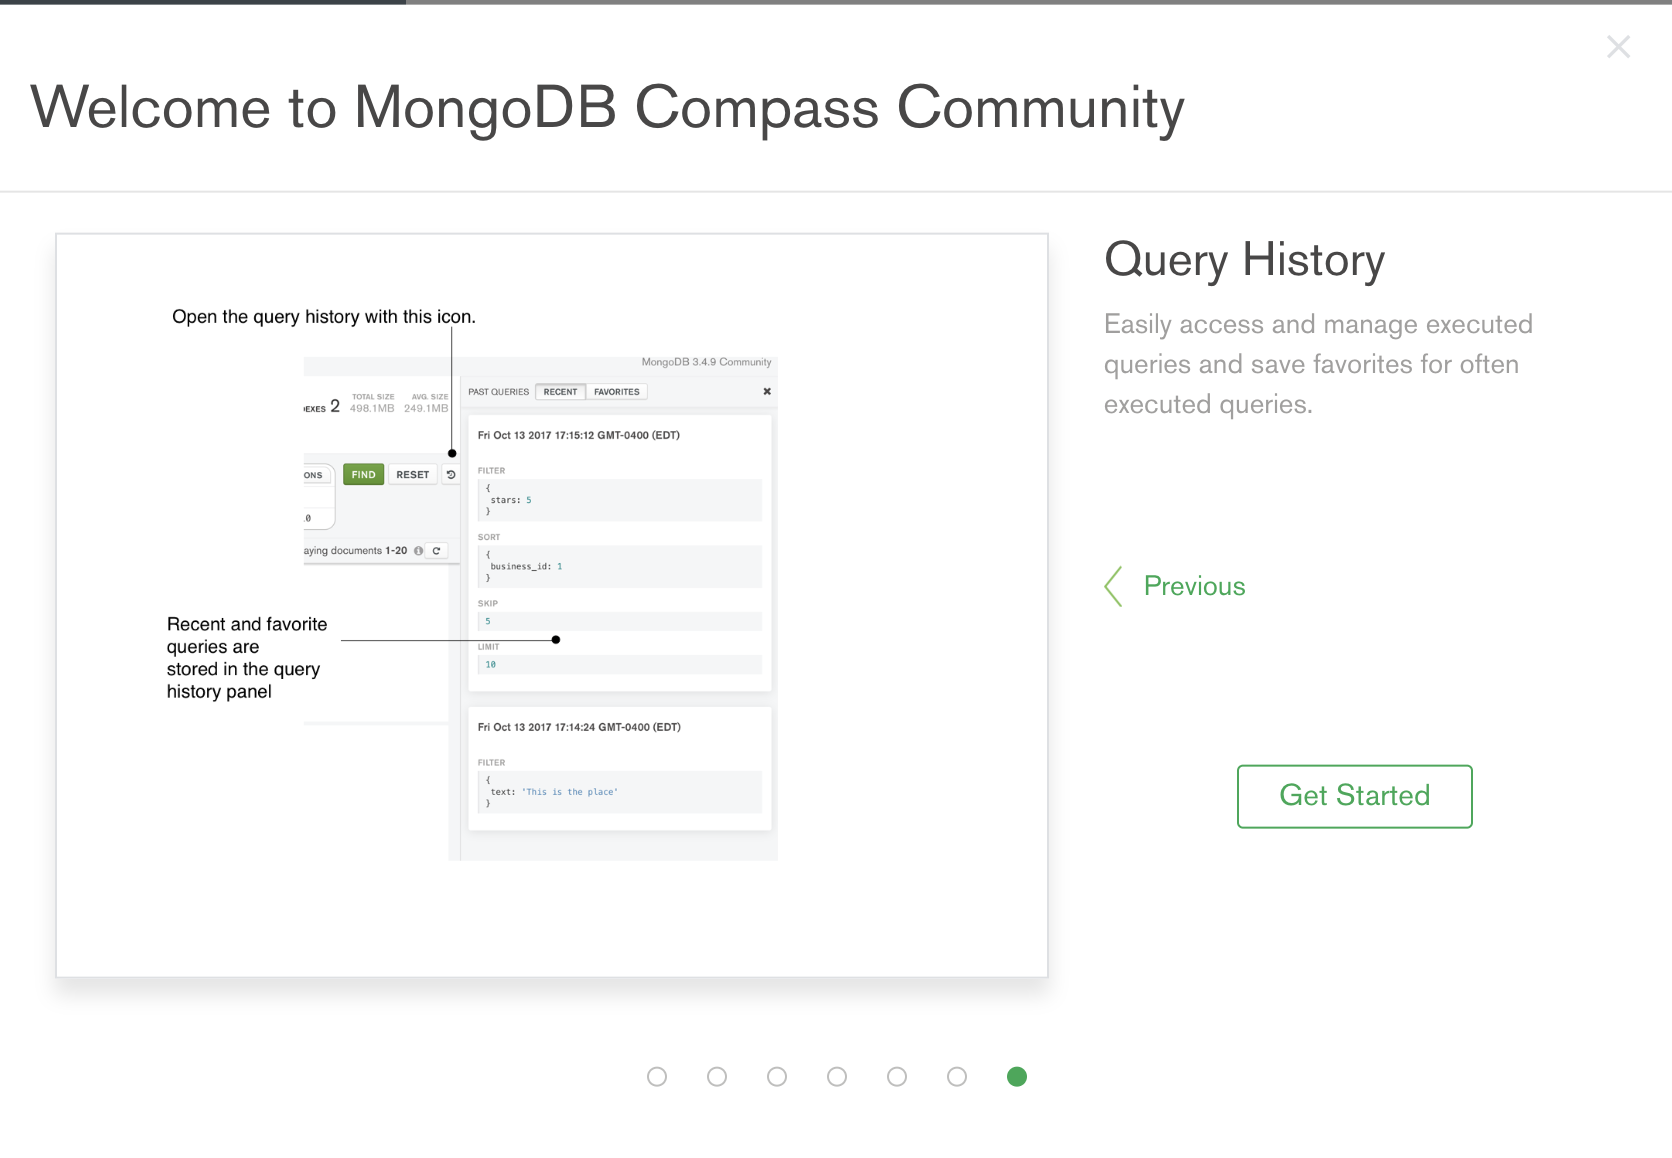 Welcome to MongoDB Compass Community
Open the query history with this icon.
MongoDB 3.4.9 Community
TOTAL SIZE AVG. SIZE
EXES 2 498.1MB 249.1MB
PAST QUERIES RECENT FAVORITES
Fri Oct 13 2017 17:15:12 GMT-0400 (EDT)
ONS FIND RESET
FILTER
{
stars: 5
}
.0
SORT
{
business_id: 1
}
aying documents 1-20
SKIP
5
LIMIT
10
Recent and favorite
queries are
stored in the query
history panel
Fri Oct 13 2017 17:14:24 GMT-0400 (EDT)
FILTER
{
text: 'This is the place'
}
Query History
Easily access and manage executed
queries and save favorites for often
executed queries.
Previous
Get Started